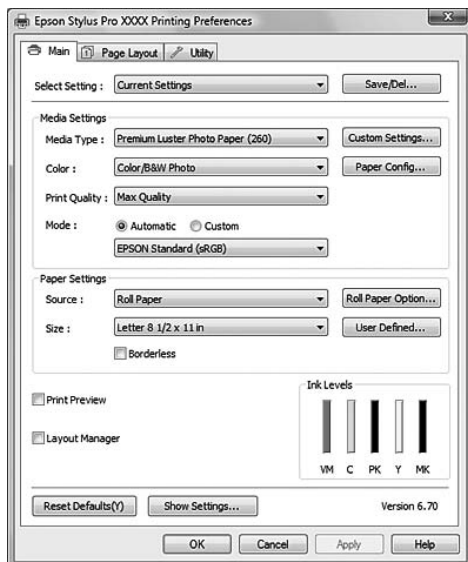 Epson Stylus Pro XXXX Printing Preferences
Main Page Layout Utility
Select Setting : Current Settings Save/Del...
Media Settings
Media Type : Premium Luster Photo Paper (260) Custom Settings...
Color : Color/B&W Photo Paper Config...
Print Quality : Max Quality
Mode : Automatic Custom
EPSON Standard (sRGB)
Paper Settings
Source : Roll Paper Roll Paper Option...
Size : Letter 8 1/2 x 11 in User Defined...
Borderless
Print Preview
Layout Manager
Ink Levels
VM C PK Y MK
Reset Defaults(Y) Show Settings... Version 6.70
OK Cancel Apply Help